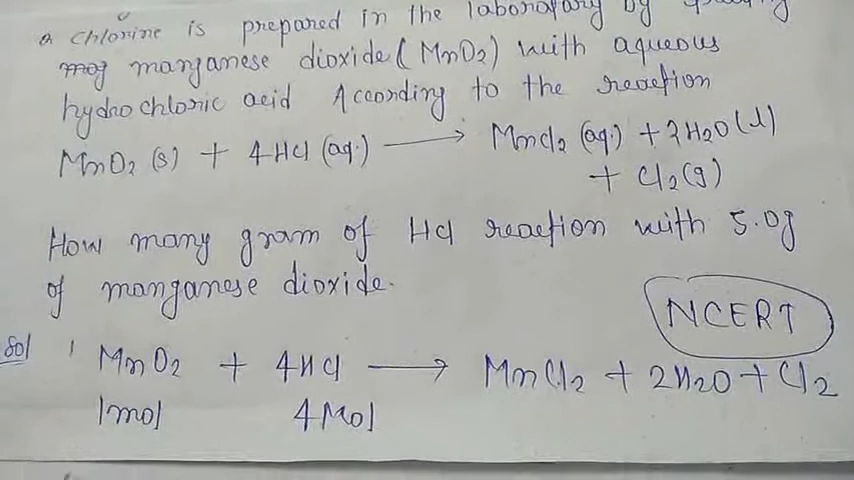 Q Chlorine is prepared in the laboratory by
manganese dioxide (MnO2) with aqueous
hydrochloric acid According to the reaction
MnO2 (s) + 4HCl (aq.) ⟶ MnCl2 (aq.) + 2H2O (l)
+ Cl2 (g)
How many gram of HCl reaction with 5.0g
of manganese dioxide.
NCERT
Sol MnO2 + 4HCl ⟶ MnCl2 + 2H2O + Cl2
1mol 4Mol